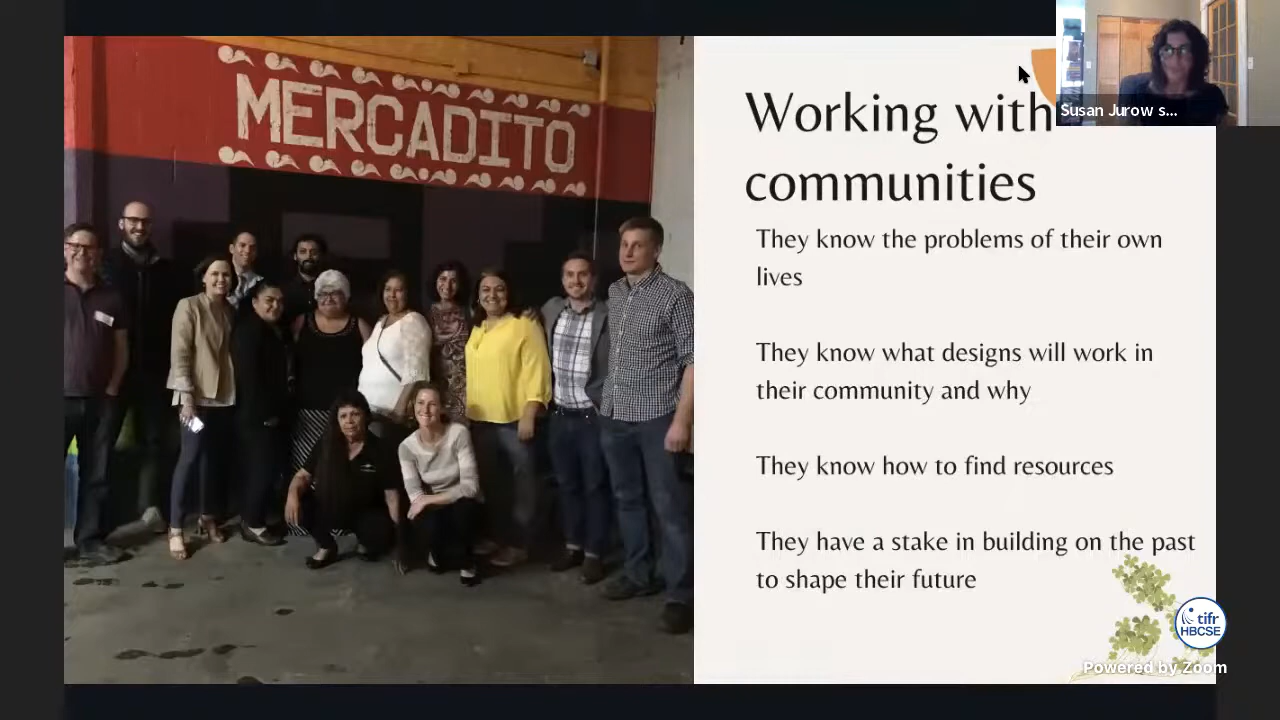 MERCADITO
Working with
communities
They know the problems of their own
lives
They know what designs will work in
their community and why
They know how to find resources
They have a stake in building on the past
to shape their future
Susan Jurow s...
tifr
HBCSE
Powered by Zoom